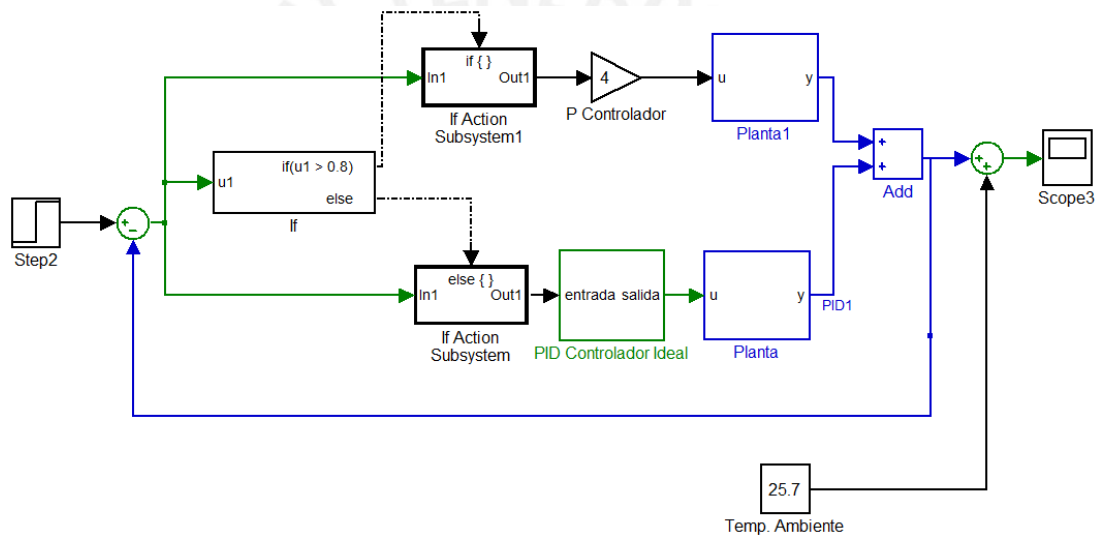 if { }
In1
Out1
If Action
Subsystem1
4
P Controlador
u
y
Planta1
+
+
Add
+
+
Scope3
u1
if(u1 > 0.8)
else
If
Step2
+
−
else { }
In1
Out1
If Action
Subsystem
entrada salida
PID Controlador Ideal
u
y
Planta
PID1
25.7
Temp. Ambiente